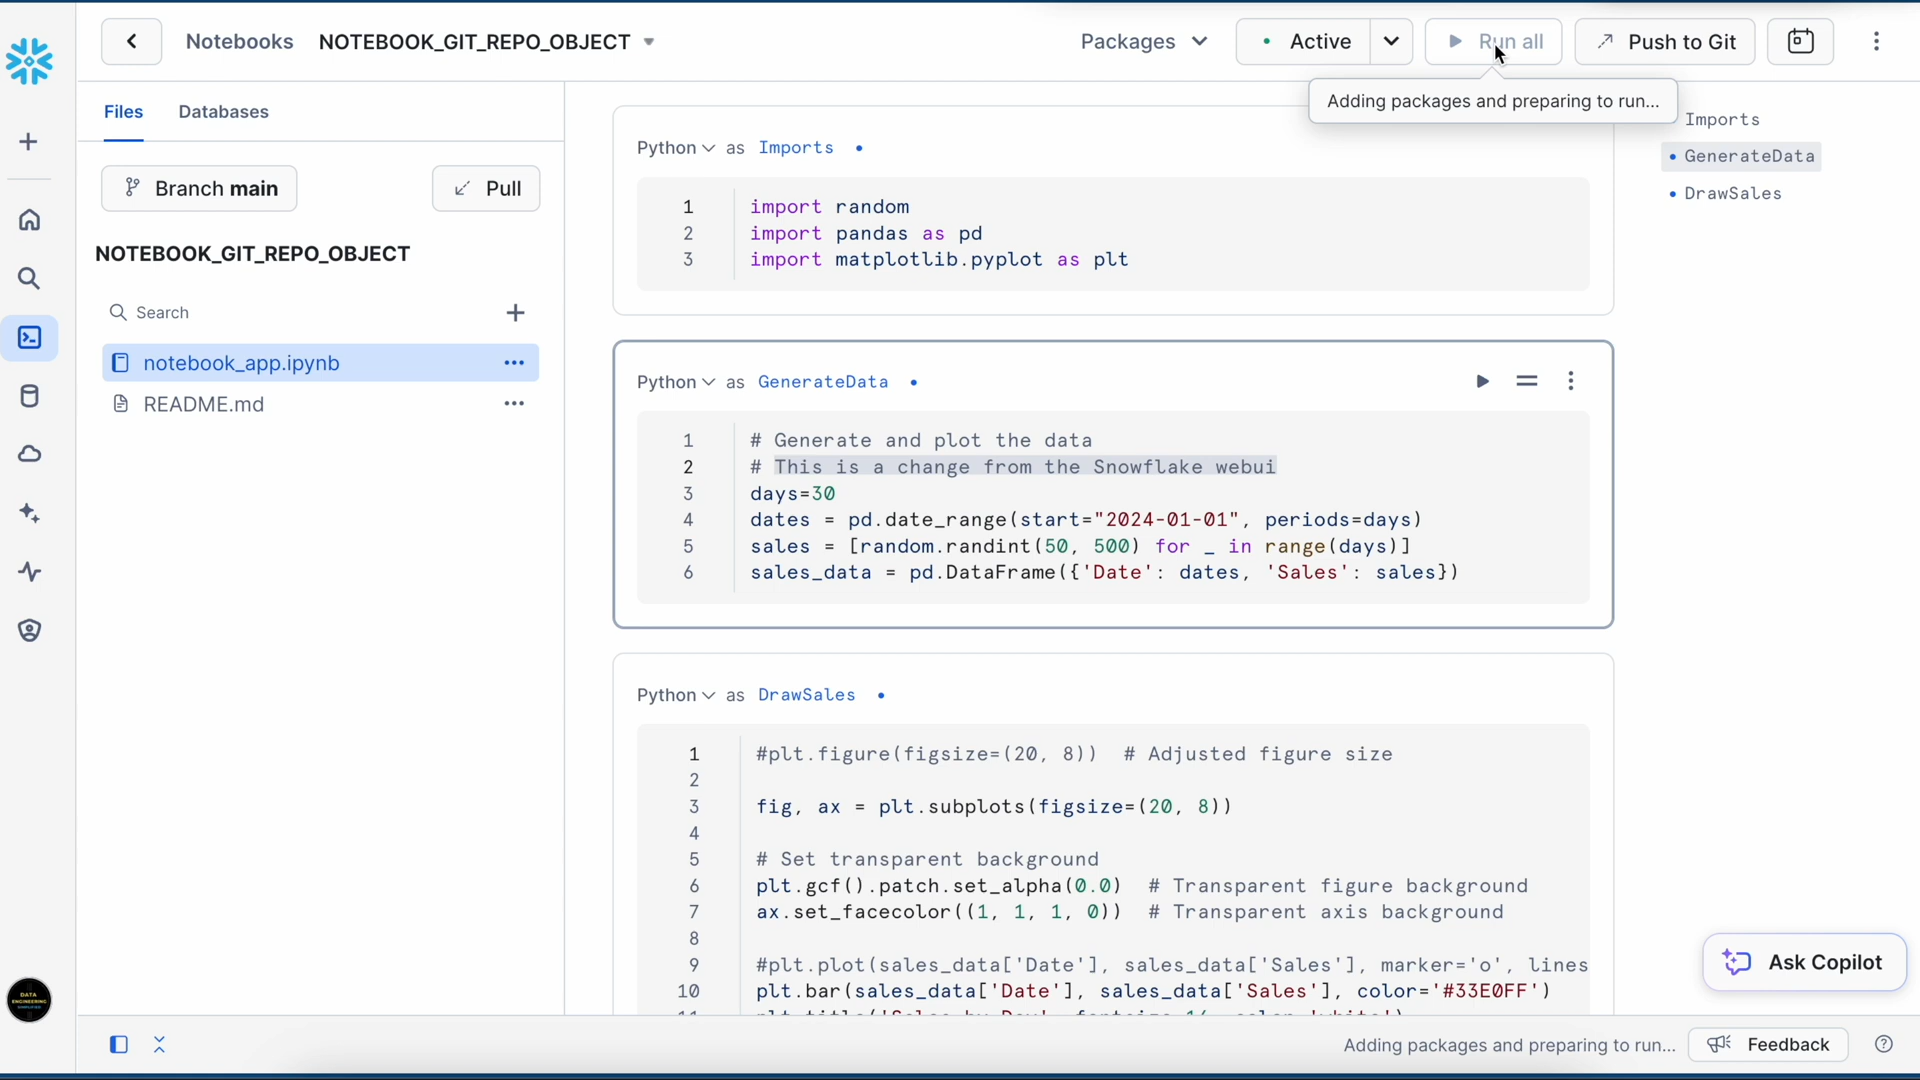 Notebooks NOTEBOOK_GIT_REPO_OBJECT
Packages
Active
Run all
Push to Git
Adding packages and preparing to run...
Files Databases
Branch main
Pull
NOTEBOOK_GIT_REPO_OBJECT
Search
notebook_app.ipynb
README.md
Python as Imports
1 import random
2 import pandas as pd
3 import matplotlib.pyplot as plt
Python as GenerateData
1 # Generate and plot the data
2 # This is a change from the Snowflake webui
3 days=30
4 dates = pd.date_range(start="2024-01-01", periods=days)
5 sales = [random.randint(50, 500) for _ in range(days)]
6 sales_data = pd.DataFrame({'Date': dates, 'Sales': sales})
Python as DrawSales
1 #plt.figure(figsize=(20, 8)) # Adjusted figure size
2
3 fig, ax = plt.subplots(figsize=(20, 8))
4
5 # Set transparent background
6 plt.gcf().patch.set_alpha(0.0) # Transparent figure background
7 ax.set_facecolor((1, 1, 1, 0)) # Transparent axis background
8
9 #plt.plot(sales_data['Date'], sales_data['Sales'], marker='o', lines
10 plt.bar(sales_data['Date'], sales_data['Sales'], color='#33E0FF')
Imports
GenerateData
DrawSales
Ask Copilot
DATA
ENGINEERING
SIMPLIFIED
Adding packages and preparing to run...
Feedback